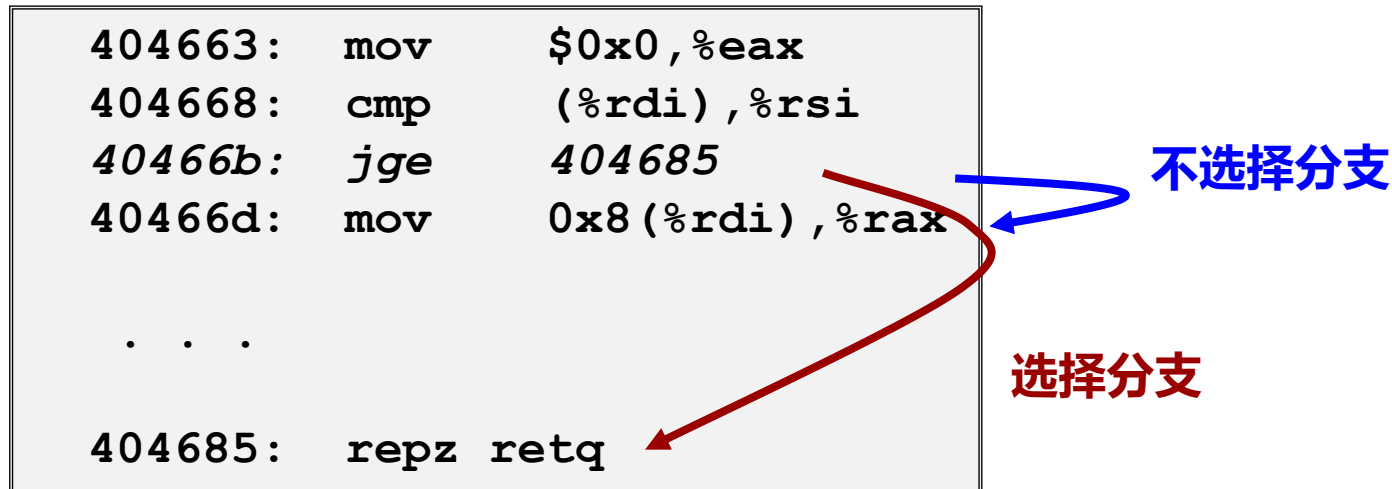 404663: mov $0x0,%eax
404668: cmp (%rdi),%rsi
40466b: jge 404685
不选择分支
40466d: mov 0x8(%rdi),%rax
. . .
选择分支
404685: repz retq